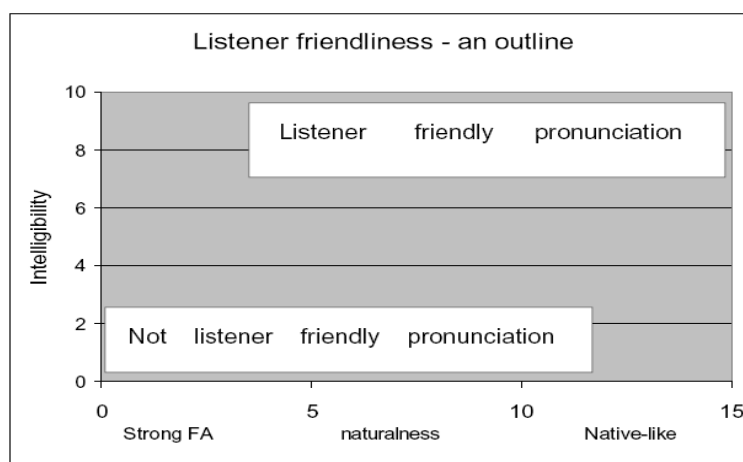 Listener friendliness - an outline
10
Listener friendly pronunciation
8
6
4
2
Not listener friendly pronunciation
0
Intelligibility
0 5 10 15
Strong FA naturalness Native-like